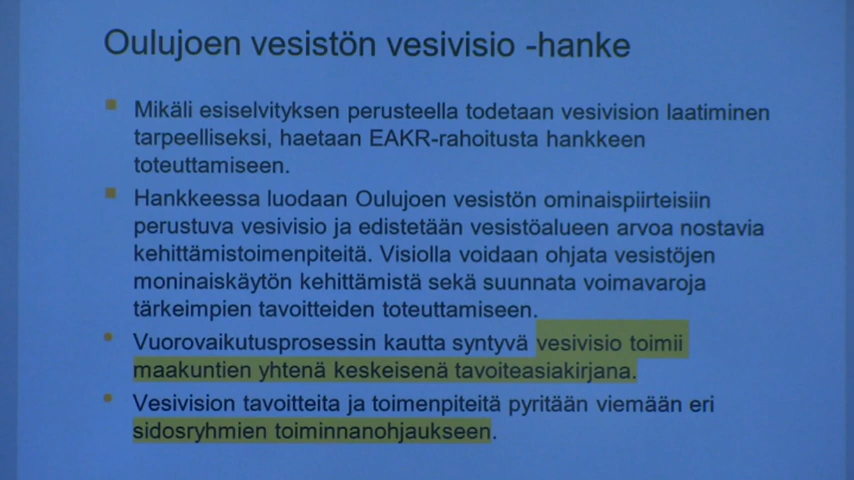 Oulujoen vesistön vesivisio -hanke
Mikäli esiselvityksen perusteella todetaan vesivision laatiminen
tarpeelliseksi, haetaan EAKR-rahoitusta hankkeen
toteuttamiseen.
Hankkeessa luodaan Oulujoen vesistön ominaispiirteisiin
perustuva vesivisio ja edistetään vesistöalueen arvoa nostavia
kehittämistoimenpiteitä. Visiolla voidaan ohjata vesistöjen
moninaiskäytön kehittämistä sekä suunnata voimavaroja
tärkeimpien tavoitteiden toteuttamiseen.
Vuorovaikutusprosessin kautta syntyvä vesivisio toimii
maakuntien yhtenä keskeisenä tavoiteasiakirjana.
Vesivision tavoitteita ja toimenpiteitä pyritään viemään eri
sidosryhmien toiminnanohjaukseen.